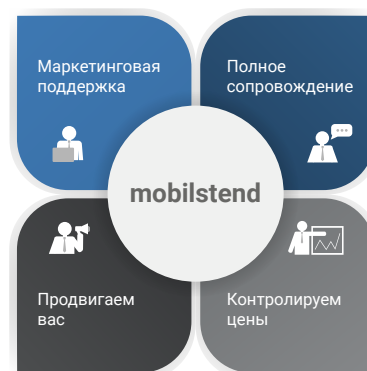 Маркетинговая
поддержка
Полное
сопровождение
mobilstend
Продвигаем
вас
Контролируем
цены